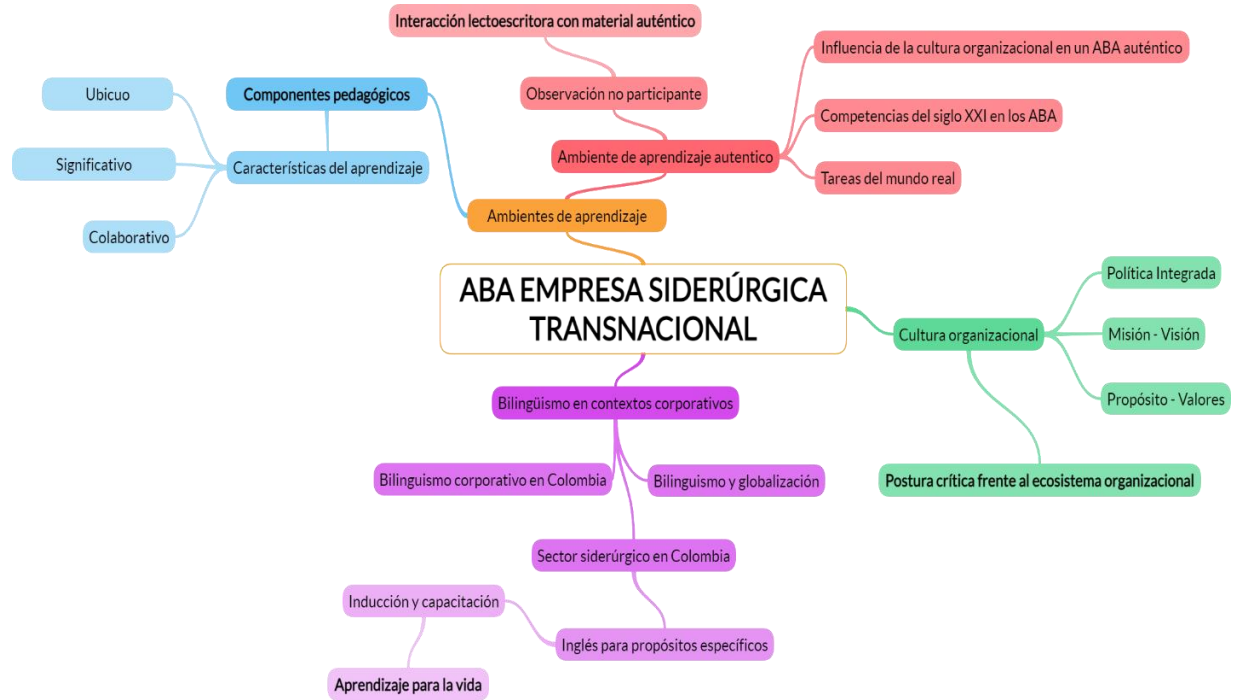 Interacción lectoescritora con material auténtico
Influencia de la cultura organizacional en un ABA auténtico
Ubicuo
Componentes pedagógicos
Observación no participante
Competencias del siglo XXI en los ABA
Significativo
Características del aprendizaje
Ambiente de aprendizaje autentico
Tareas del mundo real
Colaborativo
Ambientes de aprendizaje
ABA EMPRESA SIDERÚRGICA
TRANSNACIONAL
Política Integrada
Cultura organizacional
Misión - Visión
Propósito - Valores
Bilingüismo en contextos corporativos
Bilinguismo corporativo en Colombia
Bilinguismo y globalización
Postura crítica frente al ecosistema organizacional
Sector siderúrgico en Colombia
Inducción y capacitación
Inglés para propósitos específicos
Aprendizaje para la vida